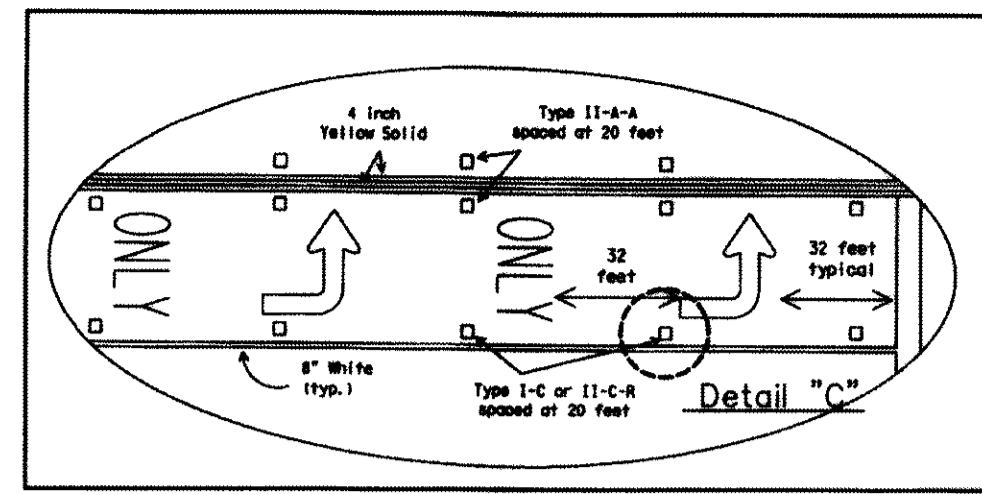 4 inch
Yellow Solid
Type II-A-A
spaced at 20 feet
ONLY
ONLY
32
feet
32 feet
typical
8" White
(typ.)
Type I-C or II-C-R
spaced at 20 feet
Detail "C"